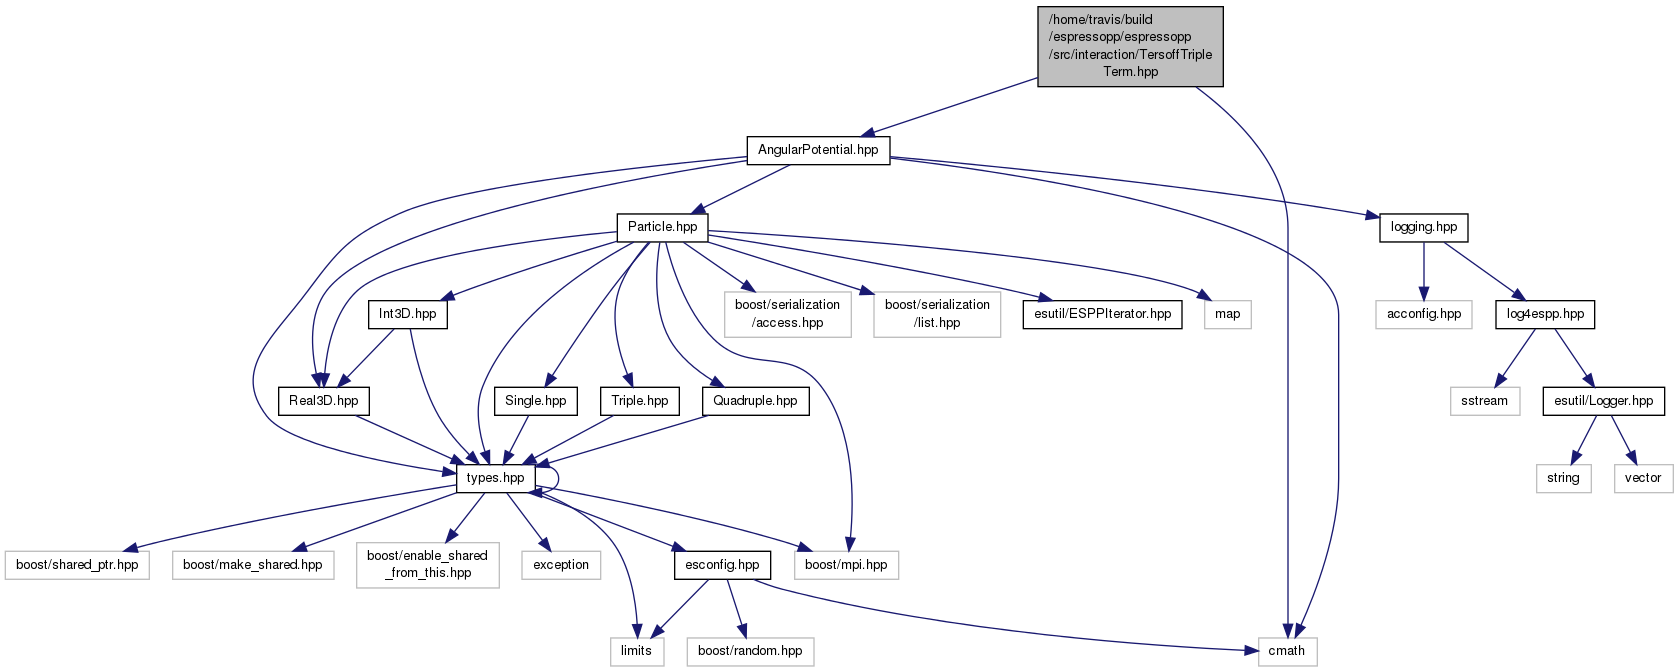 /home/travis/build
/espressopp/espressopp
/src/interaction/TersoffTriple
Term.hpp
AngularPotential.hpp
Particle.hpp
logging.hpp
Int3D.hpp
boost/serialization
/access.hpp
boost/serialization
/list.hpp
esutil/ESPPIterator.hpp
map
acconfig.hpp
log4espp.hpp
Real3D.hpp
Single.hpp
Triple.hpp
Quadruple.hpp
sstream
esutil/Logger.hpp
types.hpp
string
vector
boost/shared_ptr.hpp
boost/make_shared.hpp
boost/enable_shared
_from_this.hpp
exception
esconfig.hpp
boost/mpi.hpp
limits
boost/random.hpp
cmath